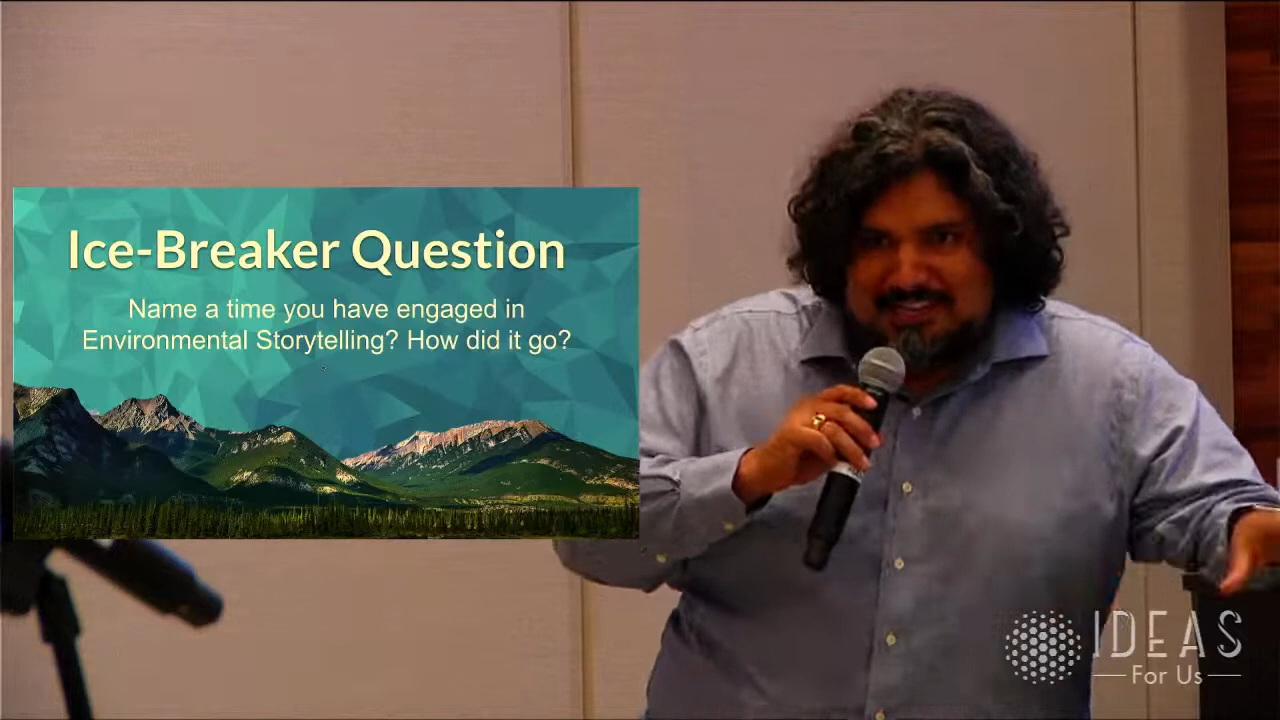 Ice-Breaker Question
Name a time you have engaged in
Environmental Storytelling? How did it go?
IDEAS
For Us